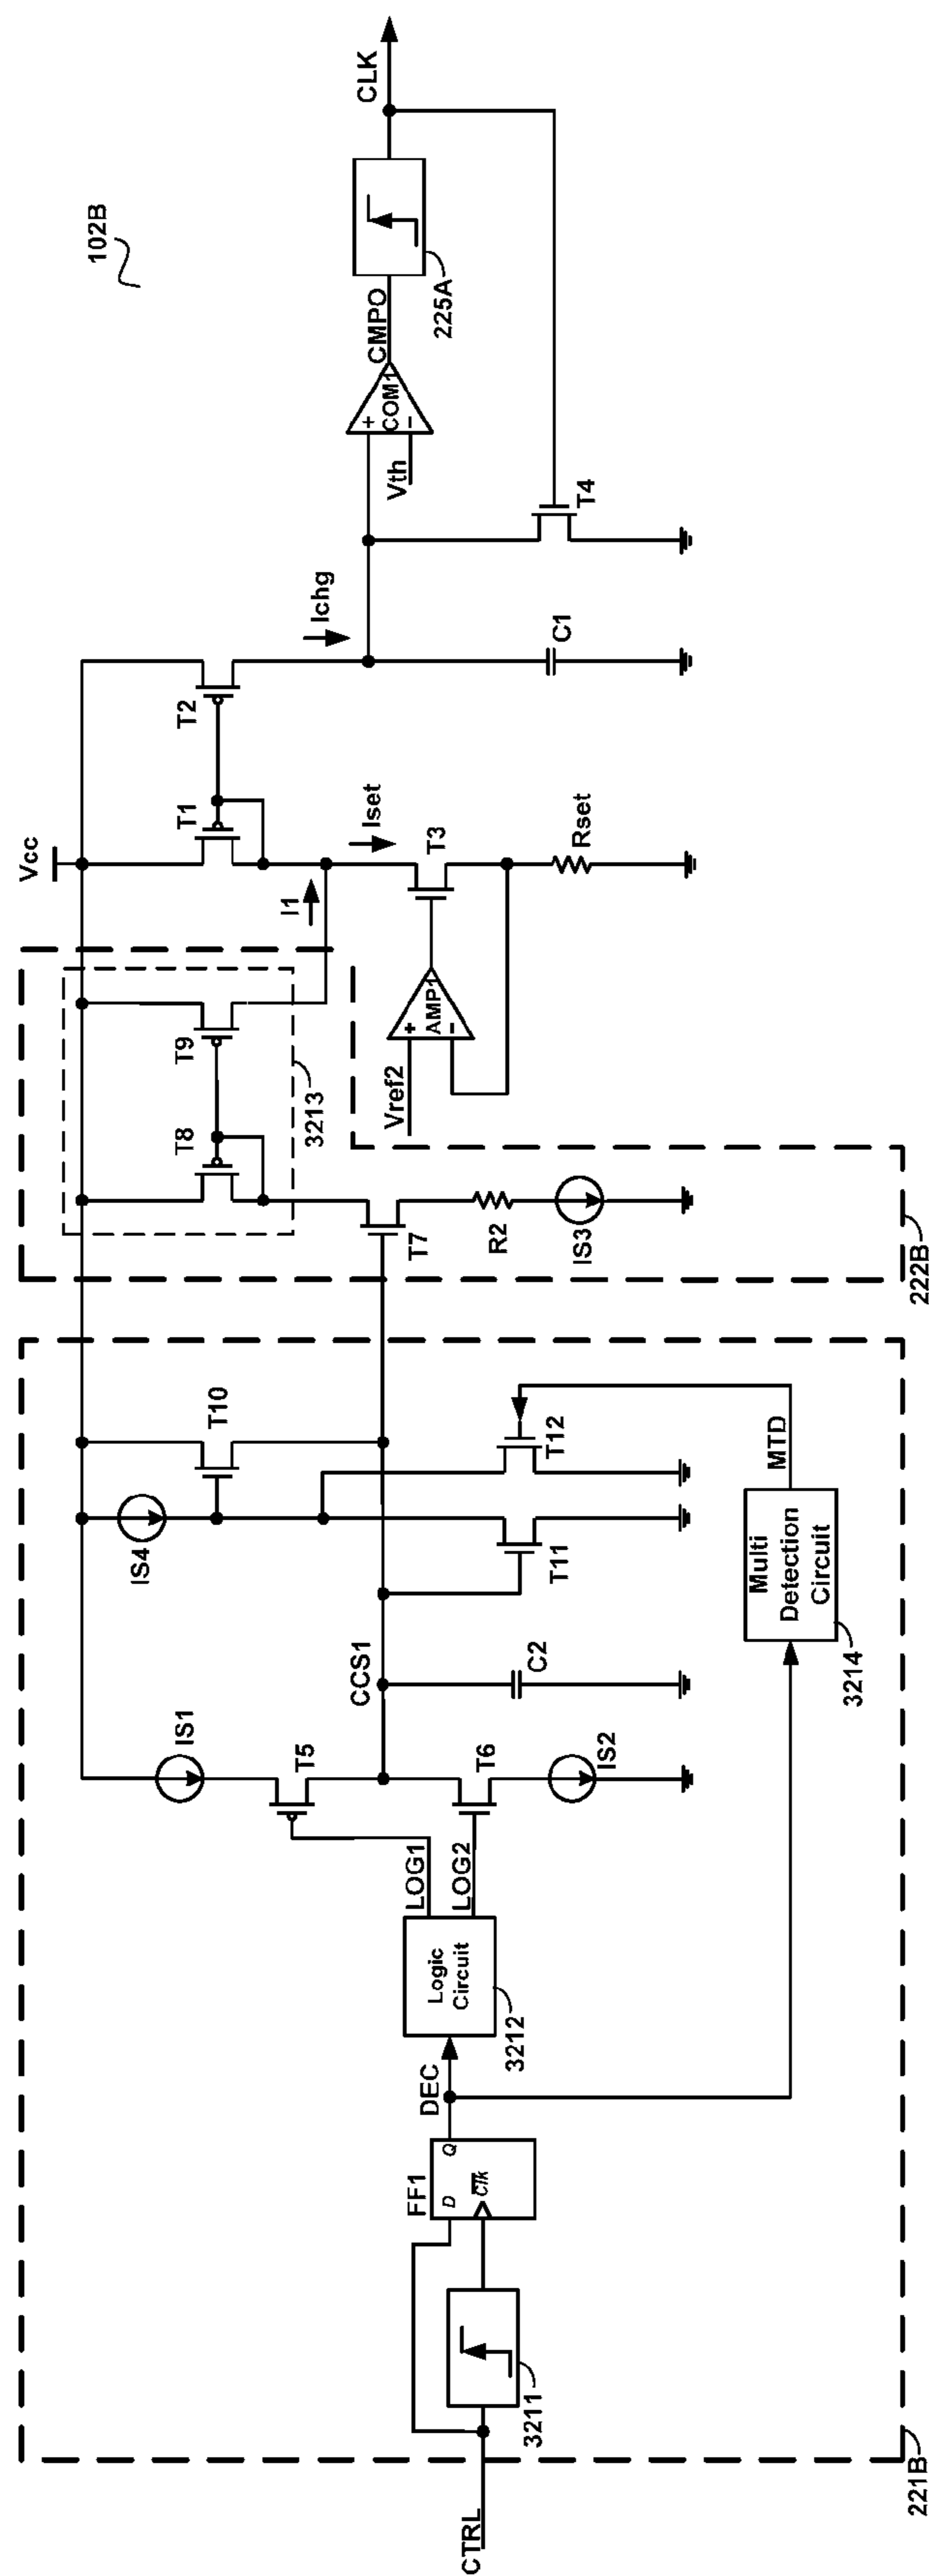 102B
Vcc
IS1
IS4
T10
T8
T9
3213
T1
T2
I1
Ichg
Iset
T5
CCS1
T7
Vref2
+
-
AMP1
T3
Vth
+
-
COM1
CMPO
225A
CLK
CTRL
3211
FF1
D
Q
Clk
DEC
Logic
Circuit
3212
LOG1
LOG2
T6
IS2
C2
T11
T12
R2
IS3
Rset
C1
T4
MTD
Multi
Detection
Circuit
3214
221B
222B